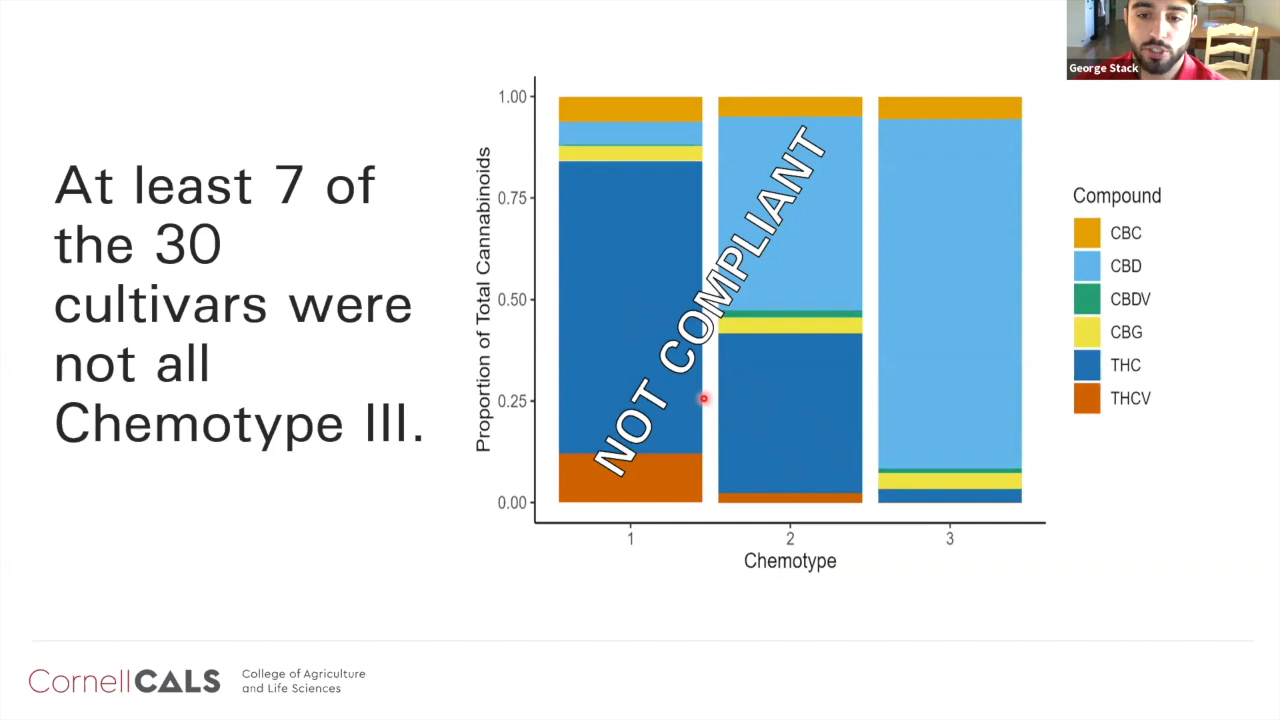 George Stack
At least 7 of
the 30
cultivars were
not all
Chemotype III.
Proportion of Total Cannabinoids
1.00
0.75
0.50
0.25
0.00
NOT COMPLIANT
1
2
3
Chemotype
Compound
CBC
CBD
CBDV
CBG
THC
THCV
CornellCALS
College of Agriculture
and Life Sciences